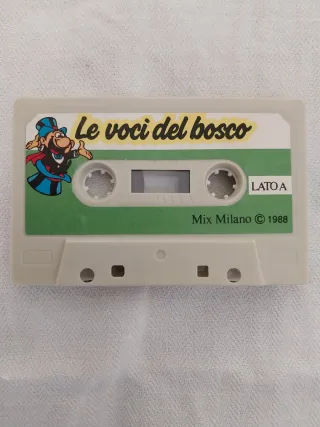 Le voci del bosco
LATO A
Mix Milano © 1988